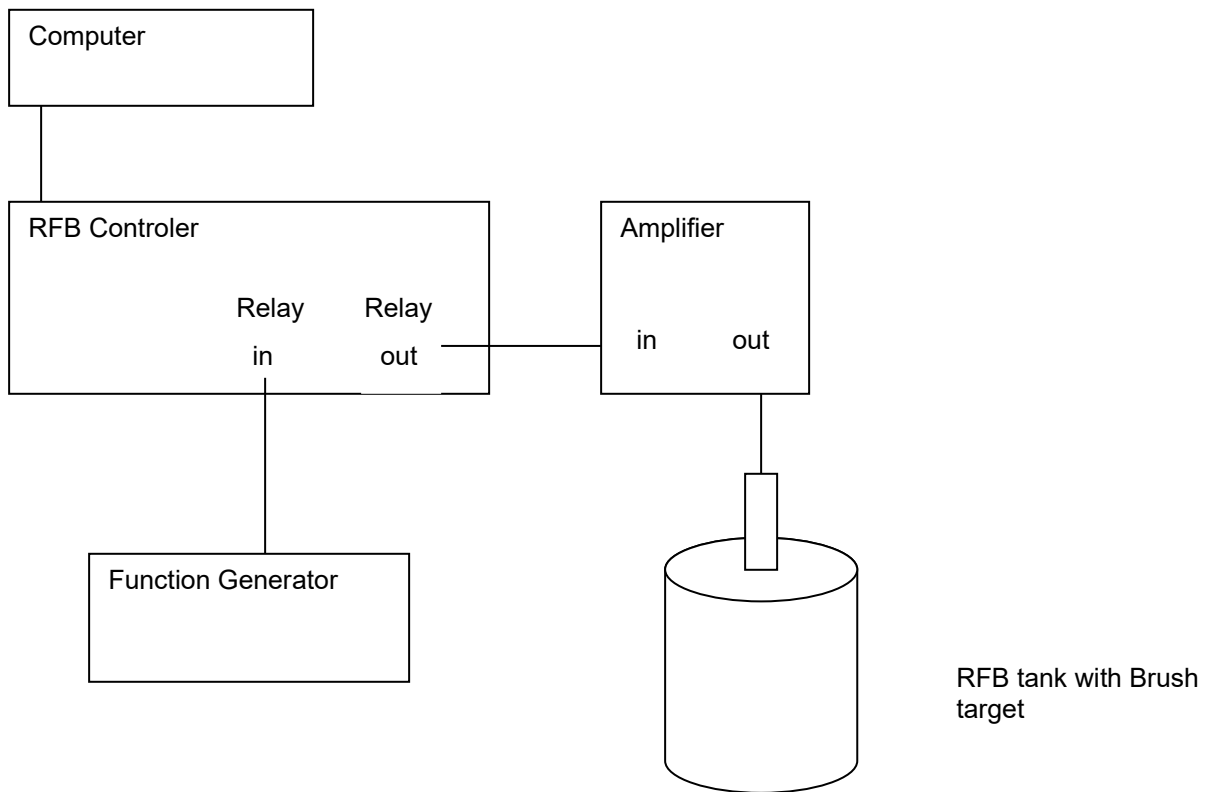 Computer
RFB Controler
Amplifier
Relay Relay
in out
in out
Function Generator
RFB tank with Brush
target